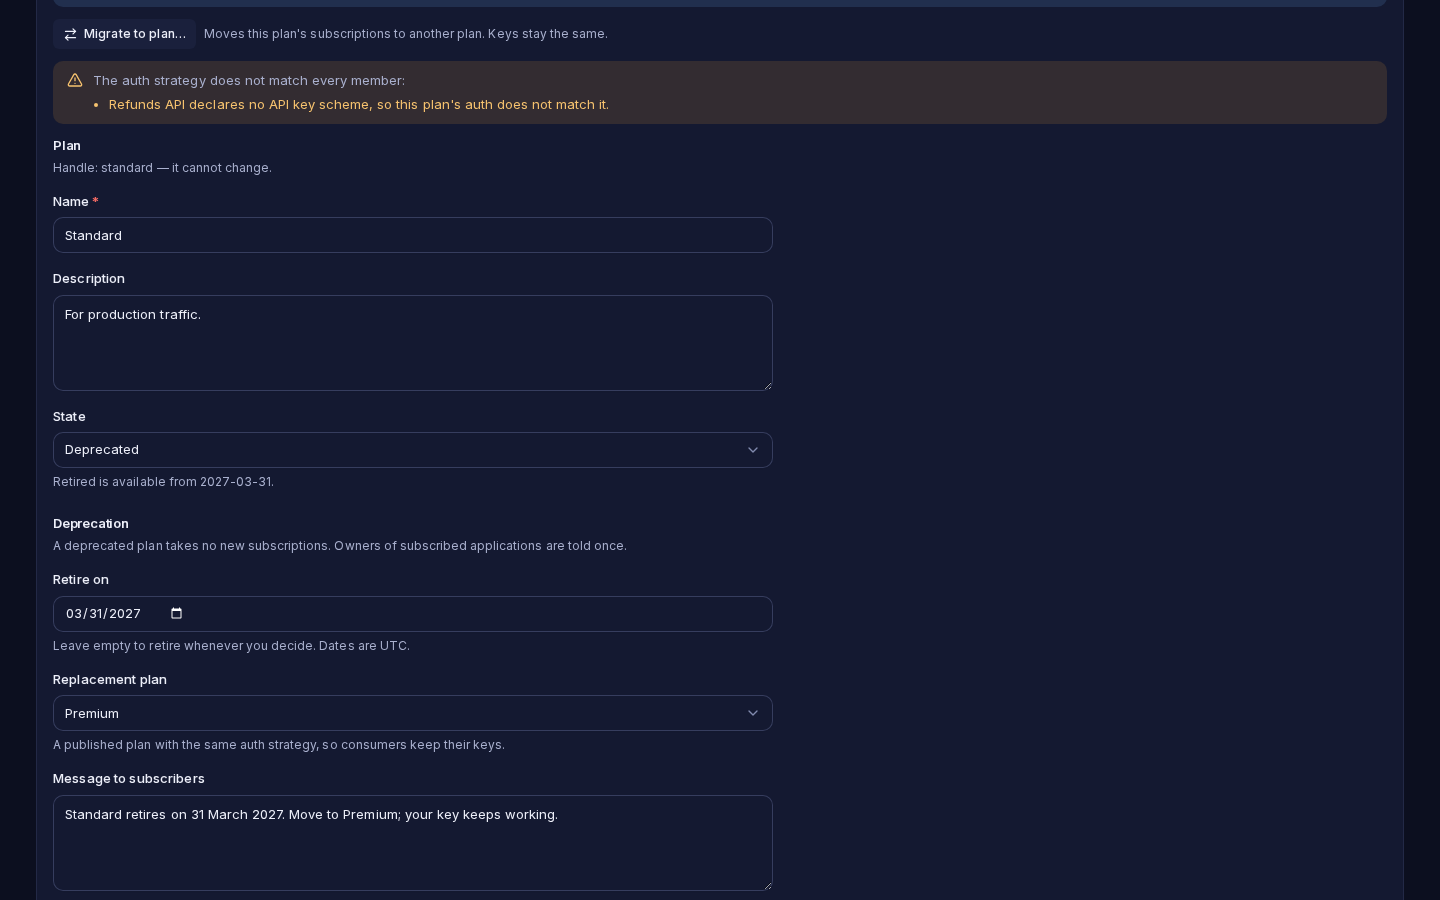 Migrate to plan… Moves this plan's subscriptions to another plan. Keys stay the same.
The auth strategy does not match every member:
• Refunds API declares no API key scheme, so this plan's auth does not match it.
Plan
Handle: standard — it cannot change.
Name *
Standard
Description
For production traffic.
State
Deprecated
Retired is available from 2027-03-31.
Deprecation
A deprecated plan takes no new subscriptions. Owners of subscribed applications are told once.
Retire on
03/31/2027
Leave empty to retire whenever you decide. Dates are UTC.
Replacement plan
Premium
A published plan with the same auth strategy, so consumers keep their keys.
Message to subscribers
Standard retires on 31 March 2027. Move to Premium; your key keeps working.